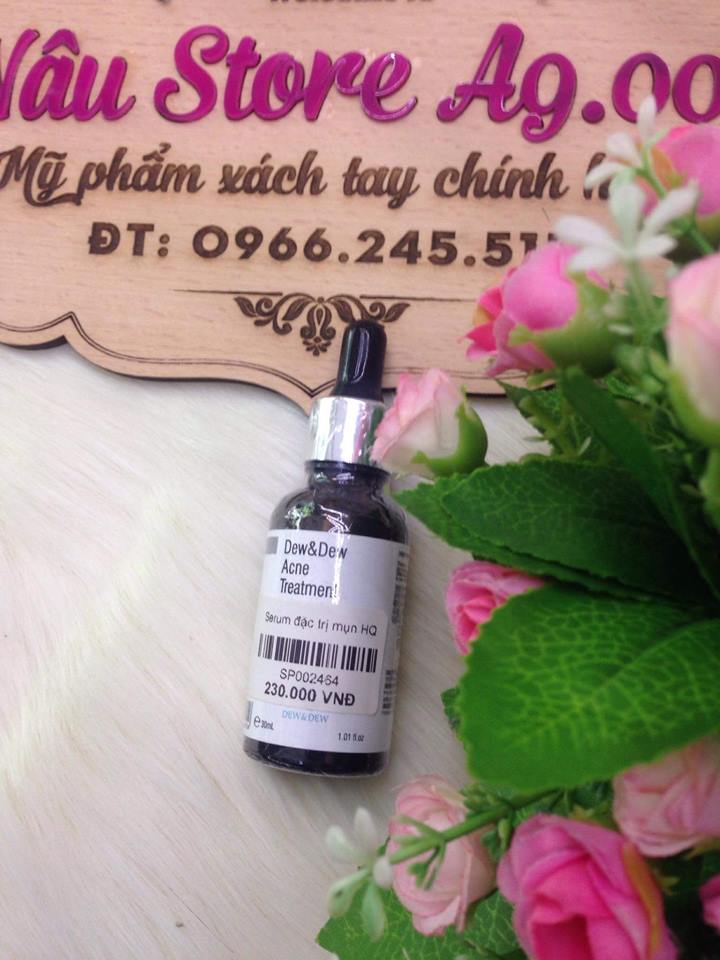 Nâu Store Ag.oo
Mỹ phẩm xách tay chính
ĐT: 0966.245.51
Dew&Dew
Acne
Treatment
Serum đặc trị mụn HQ
SP002464
230.000 VNĐ
DEW&DEW
e 30mL
1.01 fl.oz